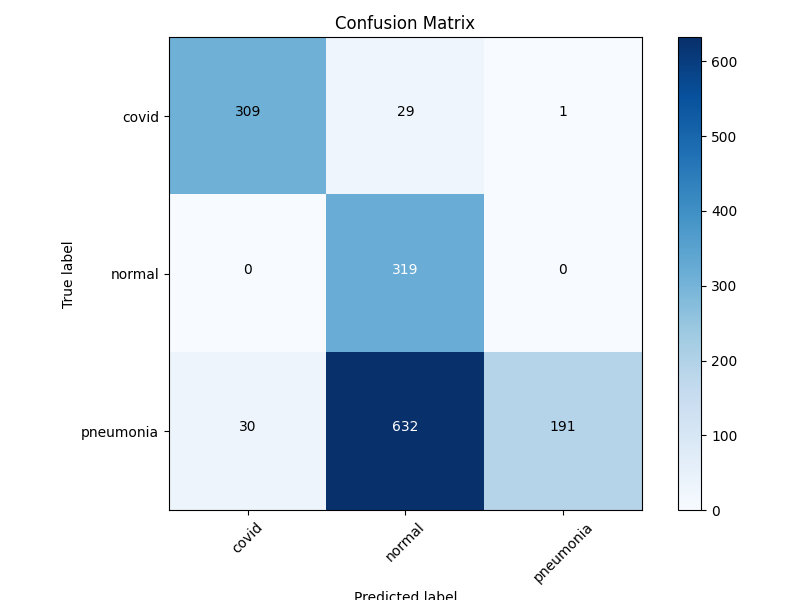 Confusion Matrix
covid 309 29 1
normal 0 319 0
pneumonia 30 632 191
True label
covid normal pneumonia
Predicted label
600
500
400
300
200
100
0